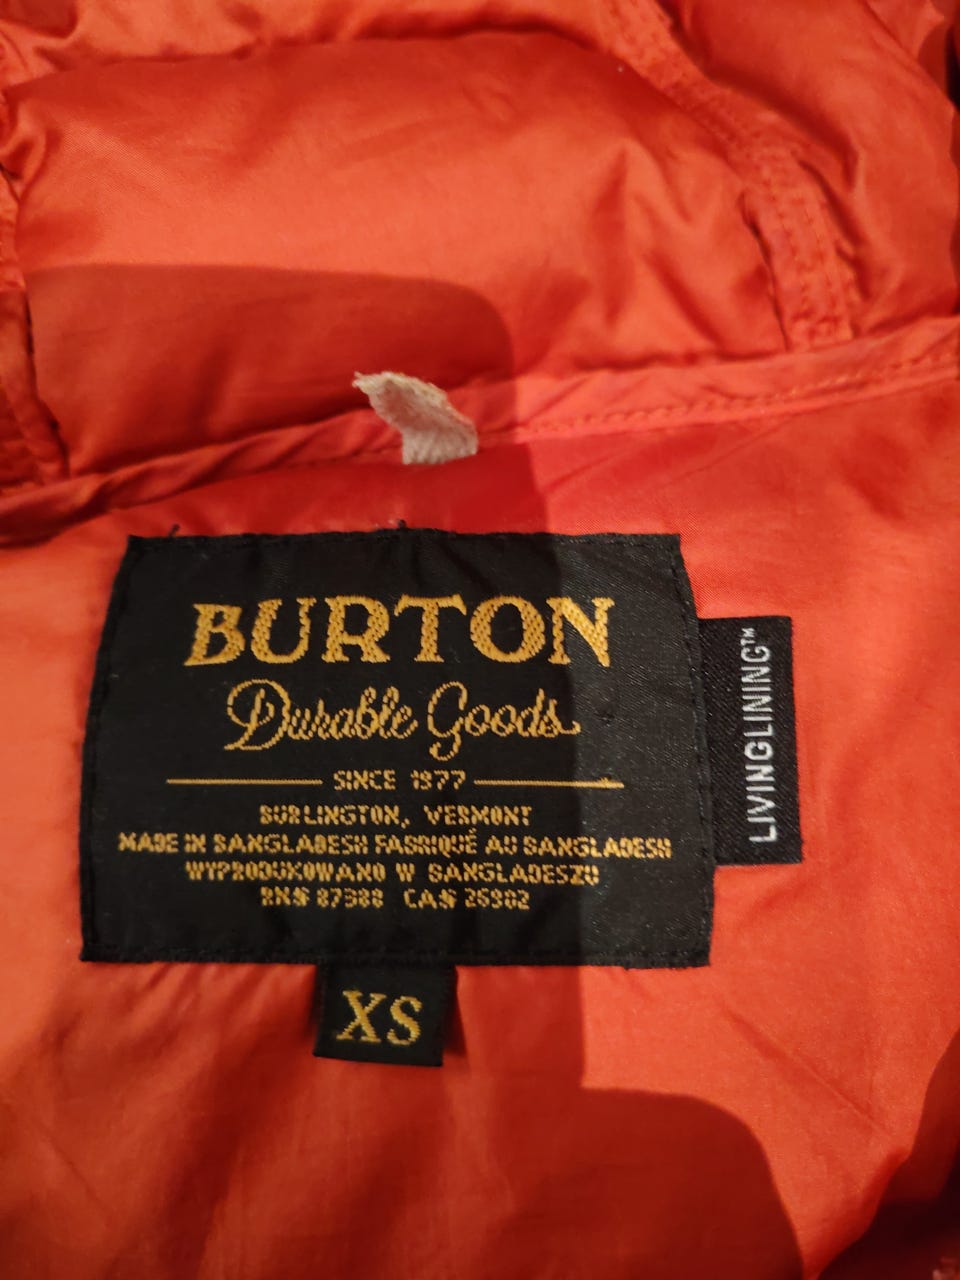 BURTON
Durable Goods
SINCE 1977
BURLINGTON, VERMONT
MADE IN BANGLADESH FABRIQUÉ AU BANGLADESH
WYPRODUKOWANO W BANGLADESZU
RN# 87388 CA# 26902
XS
LIVINGLINING™